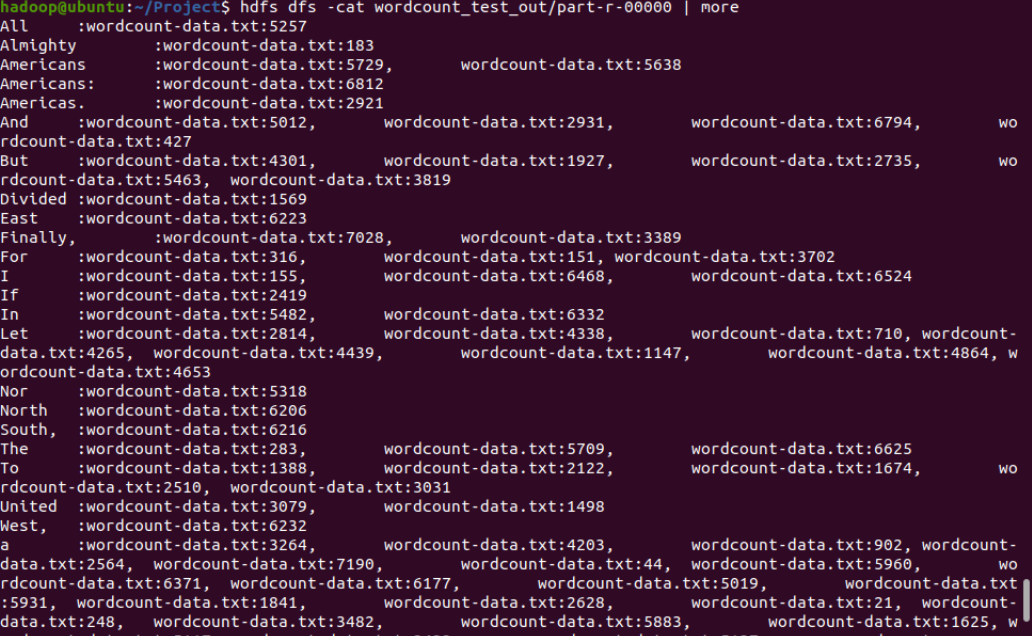 hadoop@ubuntu:~/Project$ hdfs dfs -cat wordcount_test_out/part-r-00000 | more
All     :wordcount-data.txt:5257
Almighty        :wordcount-data.txt:183
Americans       :wordcount-data.txt:5729,       wordcount-data.txt:5638
Americans:      :wordcount-data.txt:6812
Americas.       :wordcount-data.txt:2921
And     :wordcount-data.txt:5012,       wordcount-data.txt:2931,        wordcount-data.txt:6794,        wo
rdcount-data.txt:427
But     :wordcount-data.txt:4301,       wordcount-data.txt:1927,        wordcount-data.txt:2735,        wo
rdcount-data.txt:5463,  wordcount-data.txt:3819
Divided :wordcount-data.txt:1569
East    :wordcount-data.txt:6223
Finally,        :wordcount-data.txt:7028,       wordcount-data.txt:3389
For     :wordcount-data.txt:316,        wordcount-data.txt:151, wordcount-data.txt:3702
I       :wordcount-data.txt:155,        wordcount-data.txt:6468,        wordcount-data.txt:6524
If      :wordcount-data.txt:2419
In      :wordcount-data.txt:5482,       wordcount-data.txt:6332
Let     :wordcount-data.txt:2814,       wordcount-data.txt:4338,        wordcount-data.txt:710, wordcount-
data.txt:4265,  wordcount-data.txt:4439,        wordcount-data.txt:1147,        wordcount-data.txt:4864, w
ordcount-data.txt:4653
Nor     :wordcount-data.txt:5318
North   :wordcount-data.txt:6206
South,  :wordcount-data.txt:6216
The     :wordcount-data.txt:283,        wordcount-data.txt:5709,        wordcount-data.txt:6625
To      :wordcount-data.txt:1388,       wordcount-data.txt:2122,        wordcount-data.txt:1674,        wo
rdcount-data.txt:2510,  wordcount-data.txt:3031
United  :wordcount-data.txt:3079,       wordcount-data.txt:1498
West,   :wordcount-data.txt:6232
a       :wordcount-data.txt:3264,       wordcount-data.txt:4203,        wordcount-data.txt:902, wordcount-
data.txt:2564,  wordcount-data.txt:7190,        wordcount-data.txt:44,  wordcount-data.txt:5960,        wo
rdcount-data.txt:6371,  wordcount-data.txt:6177,        wordcount-data.txt:5019,        wordcount-data.txt
:5931,  wordcount-data.txt:1841,        wordcount-data.txt:2628,        wordcount-data.txt:21,  wordcount-
data.txt:248,   wordcount-data.txt:3482,        wordcount-data.txt:5883,        wordcount-data.txt:1625, w